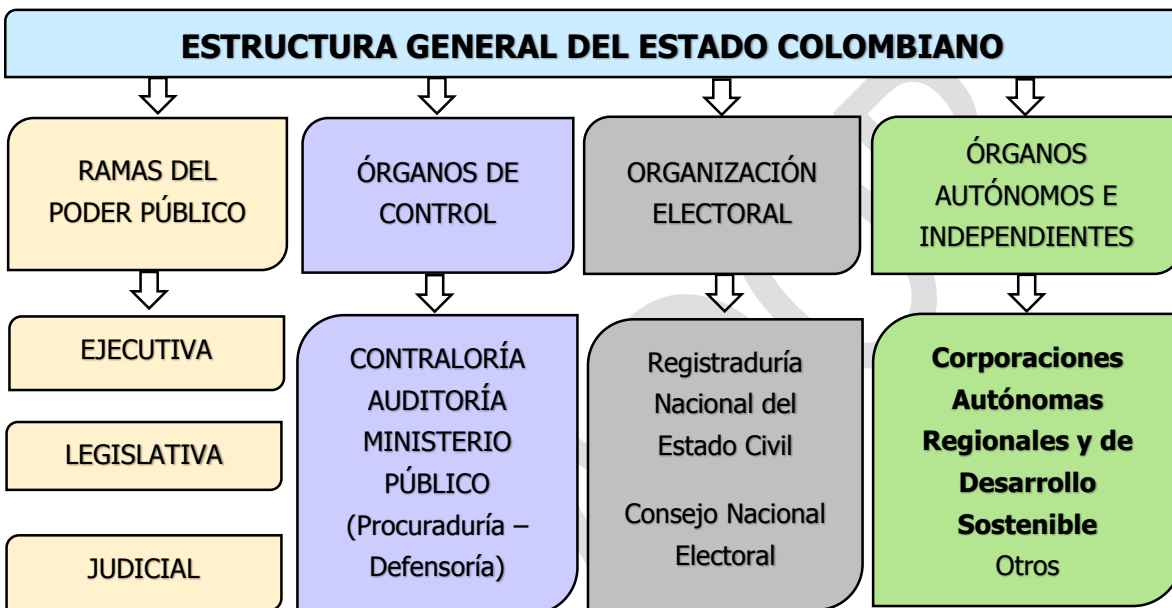 ESTRUCTURA GENERAL DEL ESTADO COLOMBIANO
RAMAS DEL
PODER PÚBLICO
ÓRGANOS DE
CONTROL
ORGANIZACIÓN
ELECTORAL
ÓRGANOS
AUTÓNOMOS E
INDEPENDIENTES
EJECUTIVA
LEGISLATIVA
JUDICIAL
CONTRALORÍA
AUDITORÍA
MINISTERIO
PÚBLICO
(Procuraduría –
Defensoría)
Registraduría
Nacional del
Estado Civil
Consejo Nacional
Electoral
Corporaciones
Autónomas
Regionales y de
Desarrollo
Sostenible
Otros